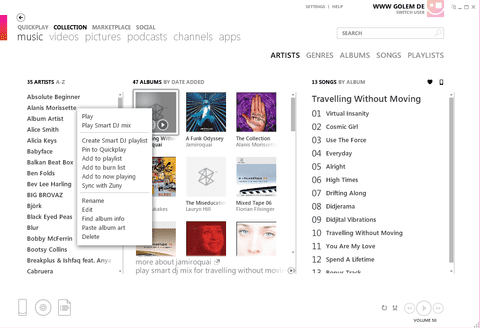 SETTINGS | HELP
WWW GOLEM DE
SWITCH USER
QUICKPLAY COLLECTION MARKETPLACE SOCIAL
music videos pictures podcasts channels apps
SEARCH
ARTISTS GENRES ALBUMS SONGS PLAYLISTS
35 ARTISTS A-Z
Absolute Beginner
Alanis Morissette
Album Artist
Alice Smith
Alicia Keys
Babyface
Balkan Beat Box
Ben Folds
Bev Lee Harling
BIG BROVAZ
Björk
Black Eyed Peas
Blur
Bobby McFerrin
Bootsy Collins
Breakplus & Ishfaq feat. Anya
Cabruera
Play
Play Smart DJ mix
Create Smart DJ playlist
Pin to Quickplay
Add to playlist
Add to burn list
Add to now playing
Sync with Zuny
Rename
Edit
Find album info
Paste album art
Delete
47 ALBUMS BY DATE ADDED
A Funk Odyssey
Jamiroquai
The Collection
Alanis Morissette
The Miseducation
Lauryn Hill
Mixed Tape 06
Florian Filsinger
more about jamiroquai
play smart dj mix for travelling without movin
13 SONGS BY ALBUM
Travelling Without Moving
01 Virtual Insanity
02 Cosmic Girl
03 Use The Force
04 Everyday
05 Alright
06 High Times
07 Drifting Along
08 Didjerama
09 Didjital Vibrations
10 Travelling Without Moving
11 You Are My Love
12 Spend A Lifetime
13 Bonus Track
VOLUME 50